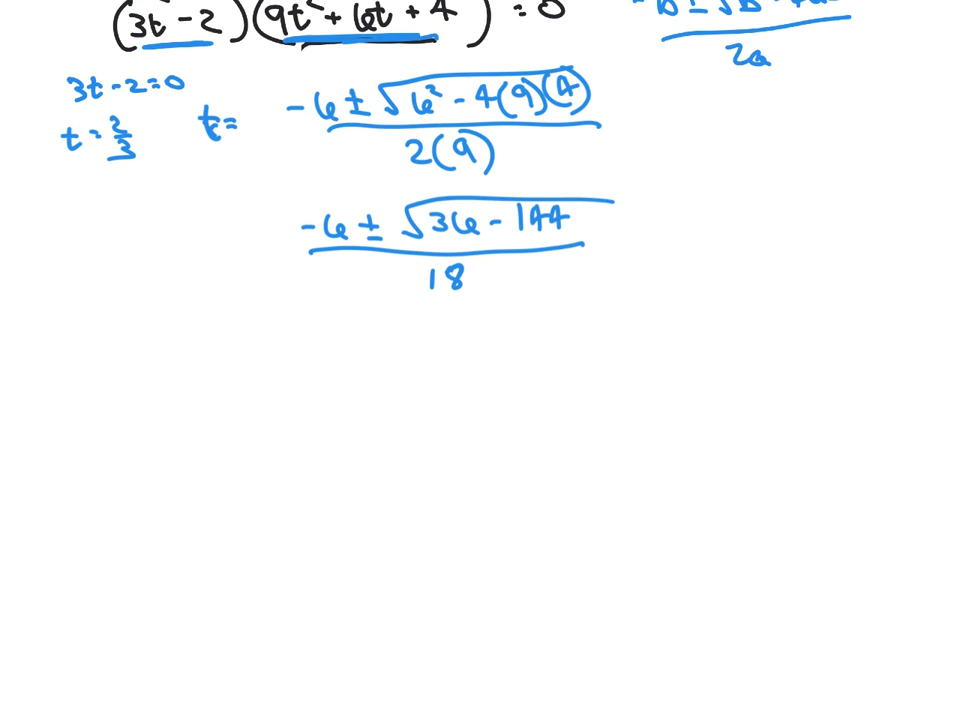 (3t - 2)(9t² + 6t + 4) = 0
2a
3t - 2 = 0
t = 2/3
t = (-6 ± √(6² - 4(9)(4))) / 2(9)
(-6 ± √(36 - 144)) / 18